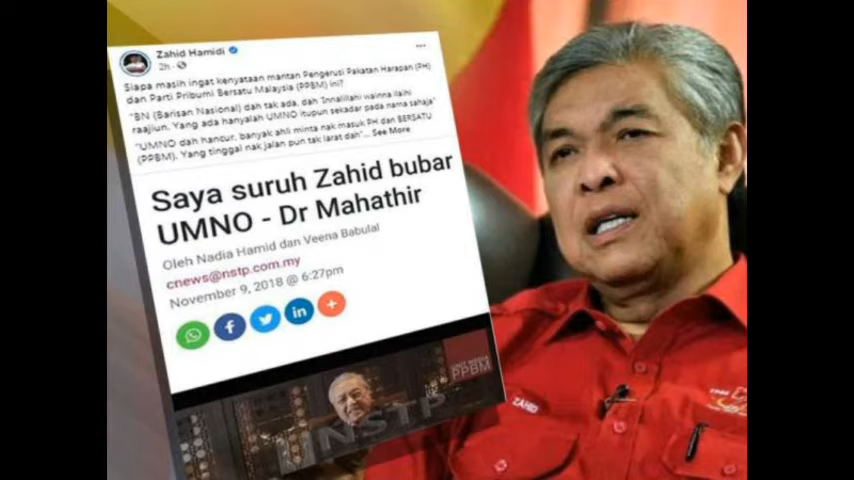 Zahid Hamidi
2h
Siapa masih ingat kenyataan mantan Pengerusi Pakatan Harapan (PH)
dan Parti Pribumi Bersatu Malaysia (PPBM) ini?
"BN (Barisan Nasional) dah tak ada, dah 'Innalillahi wainna ilaihi
raajiun. Yang ada hanyalah UMNO itupun sekadar pada nama sahaja"
"UMNO dah hancur, banyak ahli minta nak masuk PH dan BERSATU
(PPBM). Yang tinggal nak jalan pun tak larat dah"... See More
Saya suruh Zahid bubar
UMNO - Dr Mahathir
Oleh Nadia Hamid dan Veena Babulal
cnews@nstp.com.my
November 9, 2018 @ 6:27pm
UNIT MEDIA
PPBM
NSTP
ZAHID